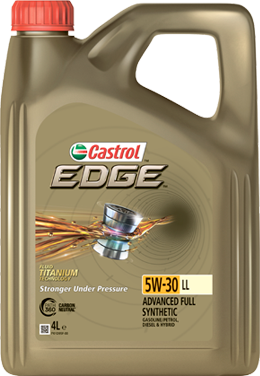 Castrol
EDGE
FLUID
TITANIUM
TECHNOLOGY
Stronger Under Pressure
5W-30 LL
ADVANCED FULL
SYNTHETIC
GASOLINE/PETROL,
DIESEL & HYBRID
360
CARBON
NEUTRAL
4L e